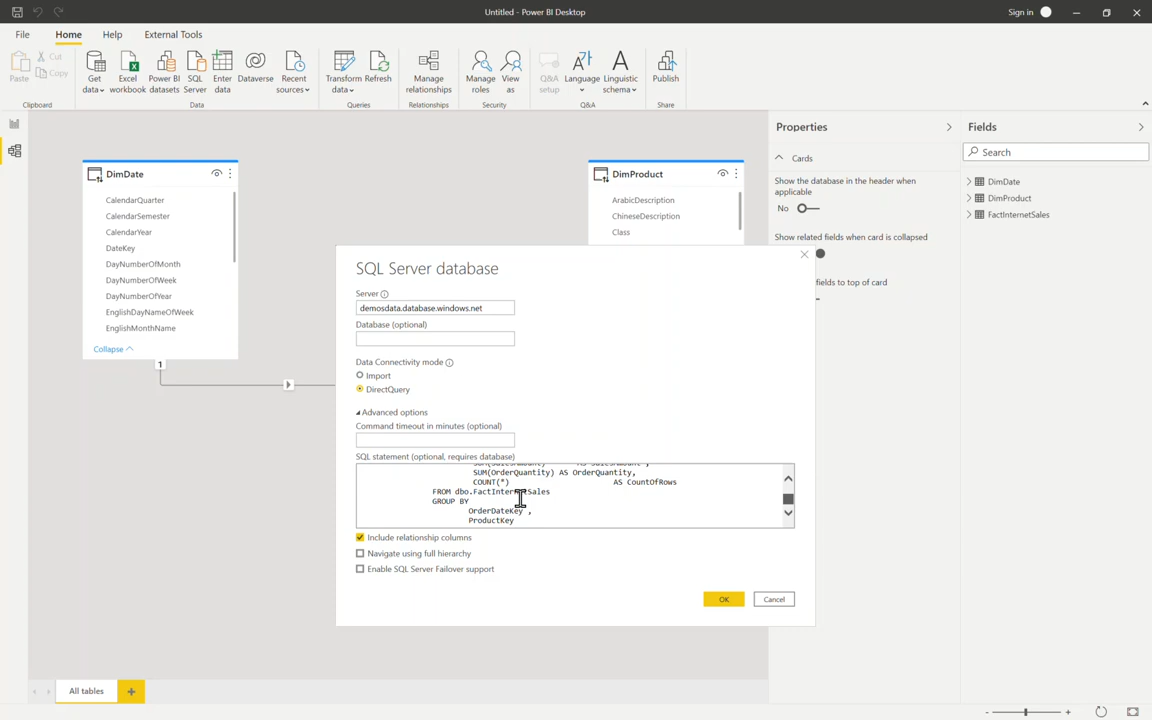 Untitled - Power BI Desktop
Sign in
File
Home
Help
External Tools
Paste
Cut
Copy
Get data
Excel workbook
Power BI datasets
SQL Server
Enter data
Dataverse
Recent sources
Transform data
Refresh
Manage relationships
Manage roles
View as
Q&A setup
Language
Linguistic schema
Publish
Clipboard
Data
Queries
Relationships
Security
Q&A
Share
Properties
Fields
Cards
Show the database in the header when applicable
No
Show related fields when card is collapsed
fields to top of card
Search
DimDate
DimProduct
FactInternetSales
DimDate
CalendarQuarter
CalendarSemester
CalendarYear
DateKey
DayNumberOfMonth
DayNumberOfWeek
DayNumberOfYear
EnglishDayNameOfWeek
EnglishMonthName
Collapse
1
DimProduct
ArabicDescription
ChineseDescription
Class
SQL Server database
Server
demosdata.database.windows.net
Database (optional)
Data Connectivity mode
Import
DirectQuery
Advanced options
Command timeout in minutes (optional)
SQL statement (optional, requires database)
SUM(SalesAmount) AS SalesAmount ,
SUM(OrderQuantity) AS OrderQuantity,
COUNT(*) AS CountOfRows
FROM dbo.FactInternetSales
GROUP BY
OrderDateKey ,
ProductKey
Include relationship columns
Navigate using full hierarchy
Enable SQL Server Failover support
OK
Cancel
All tables